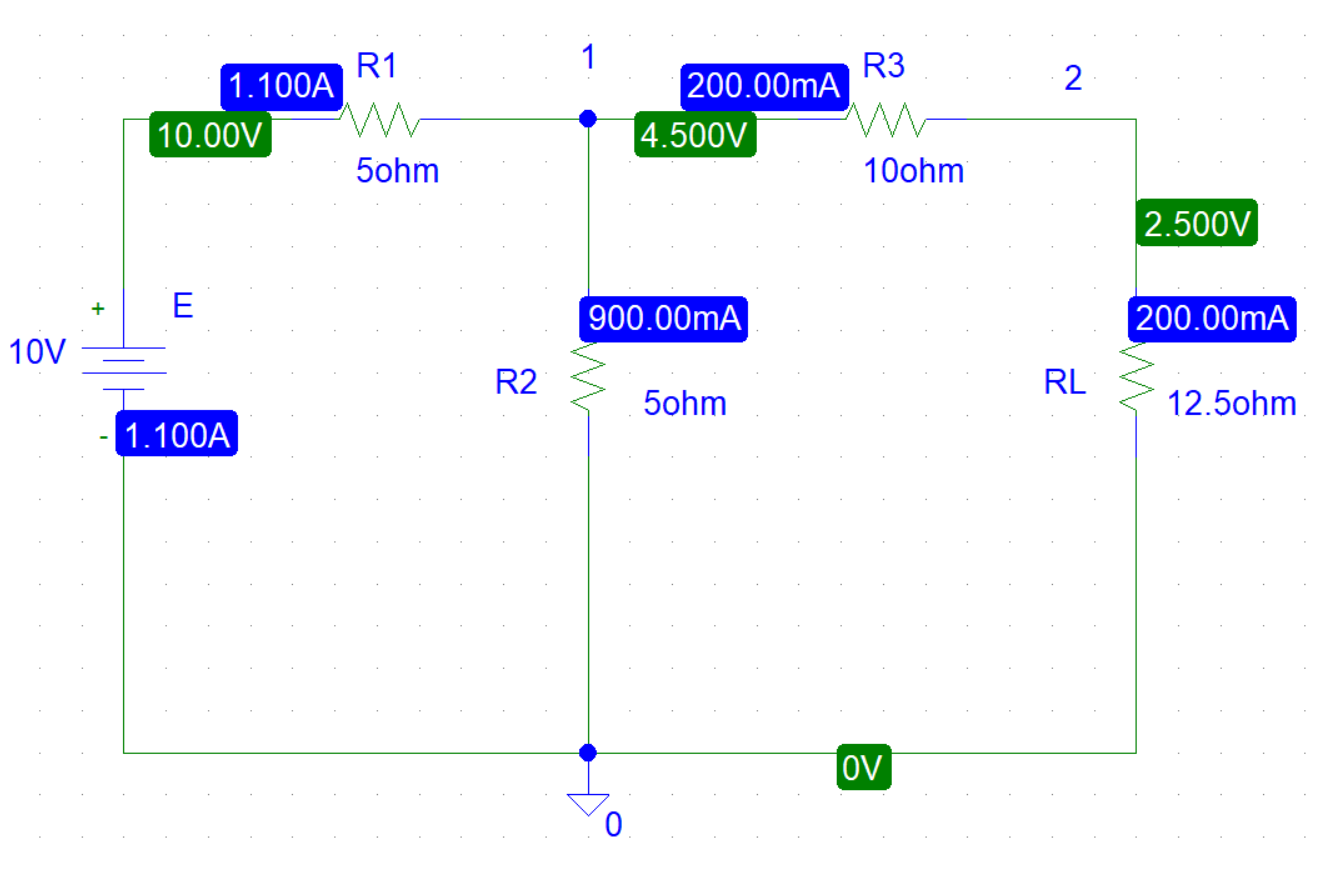 1
R1
R3
2
1.100A
200.00mA
10.00V
4.500V
5ohm
10ohm
2.500V
+
E
900.00mA
200.00mA
10V
R2
5ohm
RL
12.5ohm
-
1.100A
0V
0